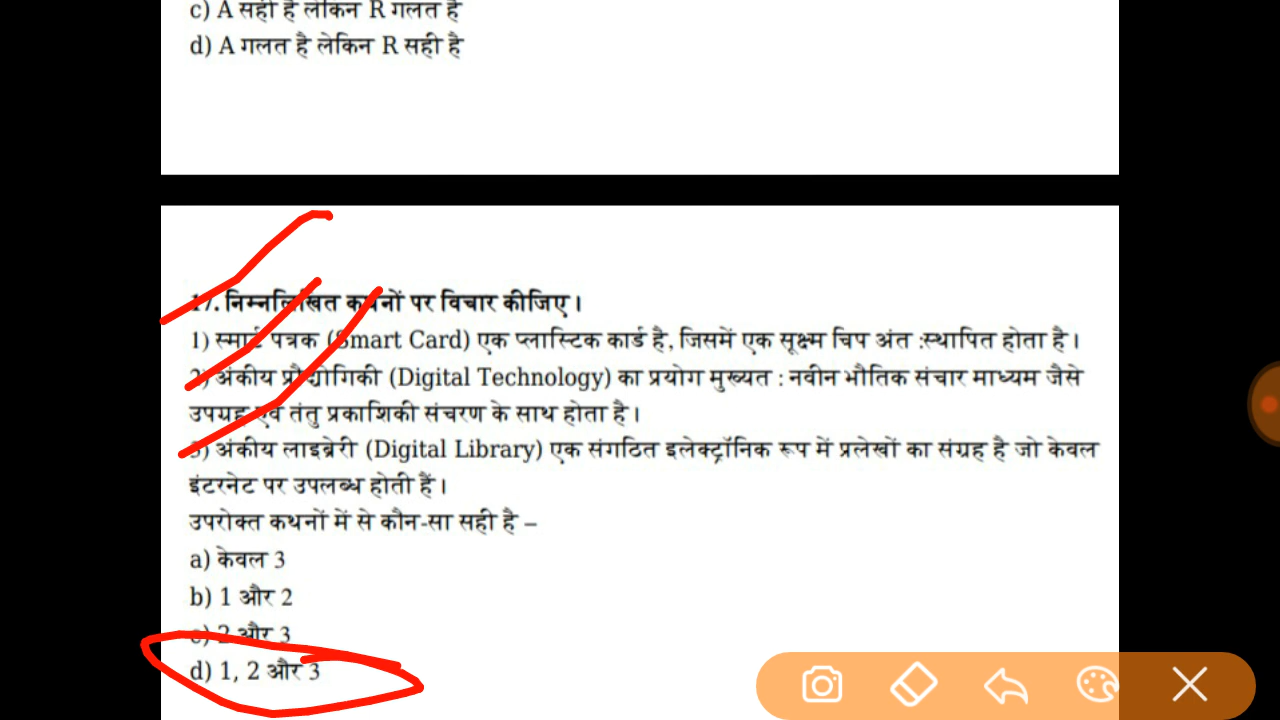 c) A सही है लेकिन R गलत है
d) A गलत है लेकिन R सही है
17. निम्नलिखित कथनों पर विचार कीजिए।
1) स्मार्ट पत्रक (Smart Card) एक प्लास्टिक कार्ड है, जिसमें एक सूक्ष्म चिप अंत :स्थापित होता है।
2) अंकीय प्रौद्योगिकी (Digital Technology) का प्रयोग मुख्यत : नवीन भौतिक संचार माध्यम जैसे
उपग्रह एवं तंतु प्रकाशिकी संचरण के साथ होता है।
3) अंकीय लाइब्रेरी (Digital Library) एक संगठित इलेक्ट्रॉनिक रूप में प्रलेखों का संग्रह है जो केवल
इंटरनेट पर उपलब्ध होती हैं।
उपरोक्त कथनों में से कौन-सा सही है –
a) केवल 3
b) 1 और 2
c) 2 और 3
d) 1, 2 और 3